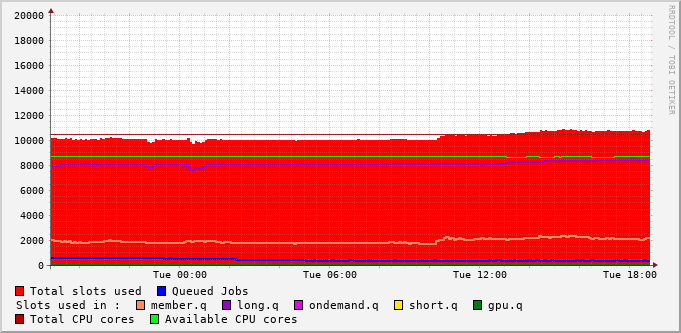 20000
18000
16000
14000
12000
10000
8000
6000
4000
2000
0
Tue 00:00 Tue 06:00 Tue 12:00 Tue 18:00
RRDTOOL / TOBI OETIKER
Total slots used Queued Jobs
Slots used in : member.q long.q ondemand.q short.q gpu.q
Total CPU cores Available CPU cores